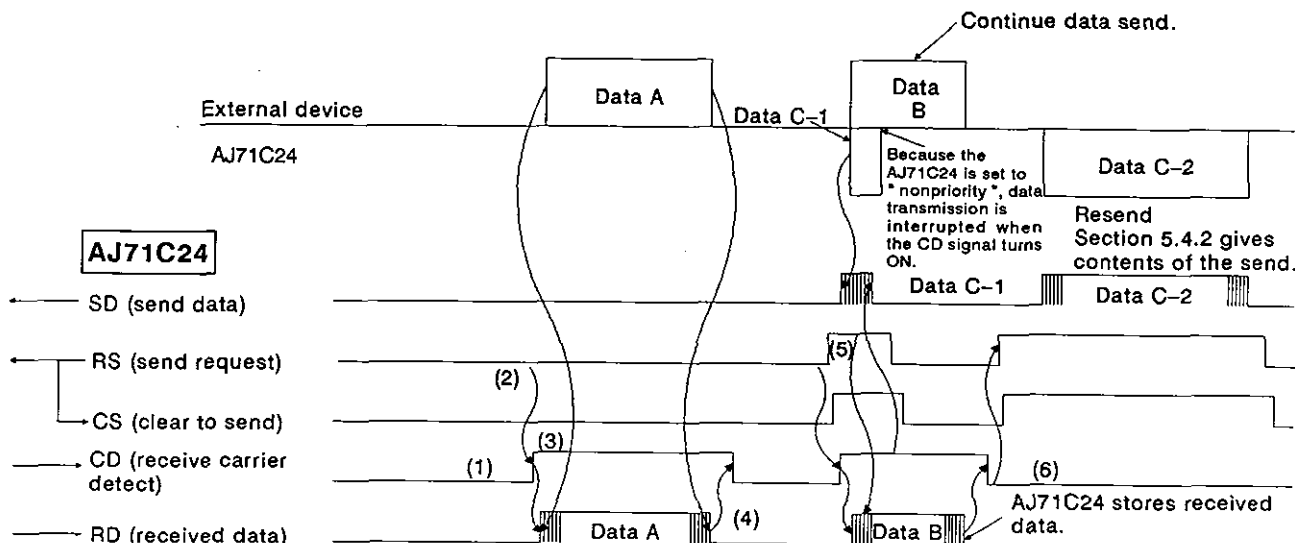 Continue data send.
External device
Data A
Data C-1
Data
B
AJ71C24
Because the
AJ71C24 is set to
"nonpriority", data
transmission is
interrupted when
the CD signal turns
ON.
Data C-2
Resend
Section 5.4.2 gives
contents of the send.
AJ71C24
SD (send data)
Data C-1
Data C-2
RS (send request)
(2)
(5)
CS (clear to send)
CD (receive carrier
detect)
(1)
(3)
(6)
AJ71C24 stores received
data.
RD (received data)
Data A
(4)
Data B